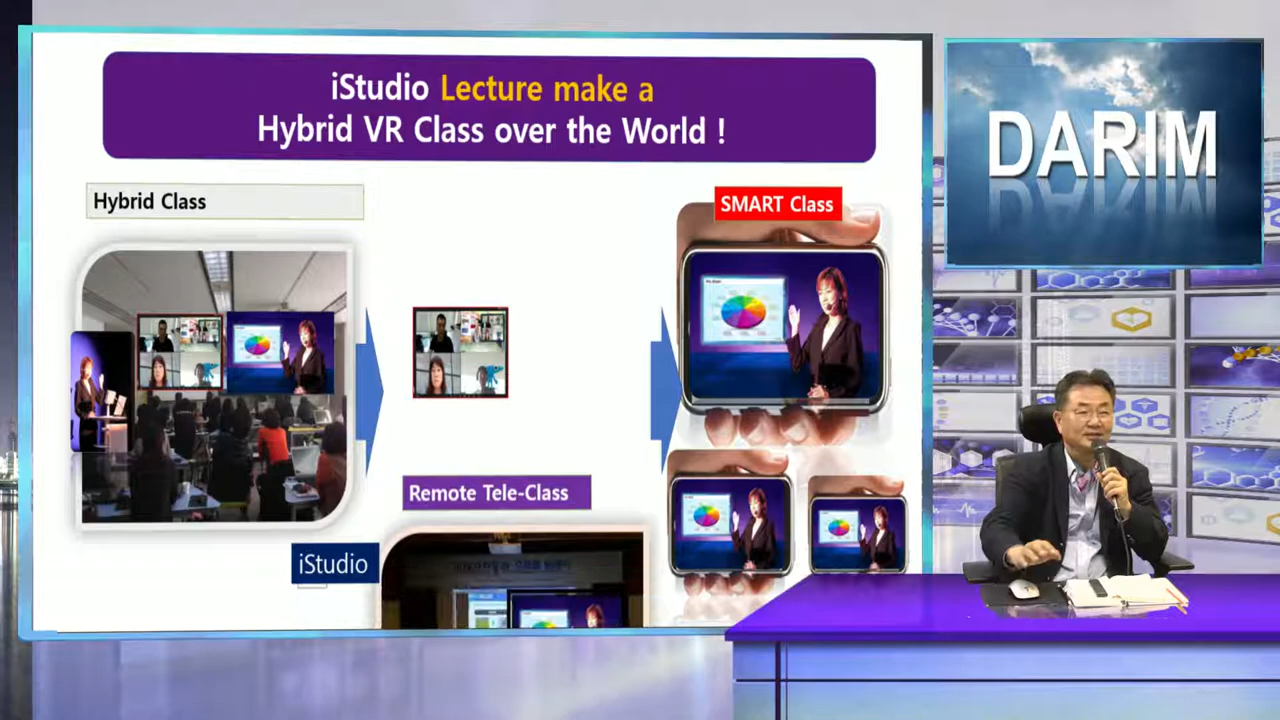 iStudio Lecture make a
Hybrid VR Class over the World !
DARIM
Hybrid Class
SMART Class
Remote Tele-Class
iStudio